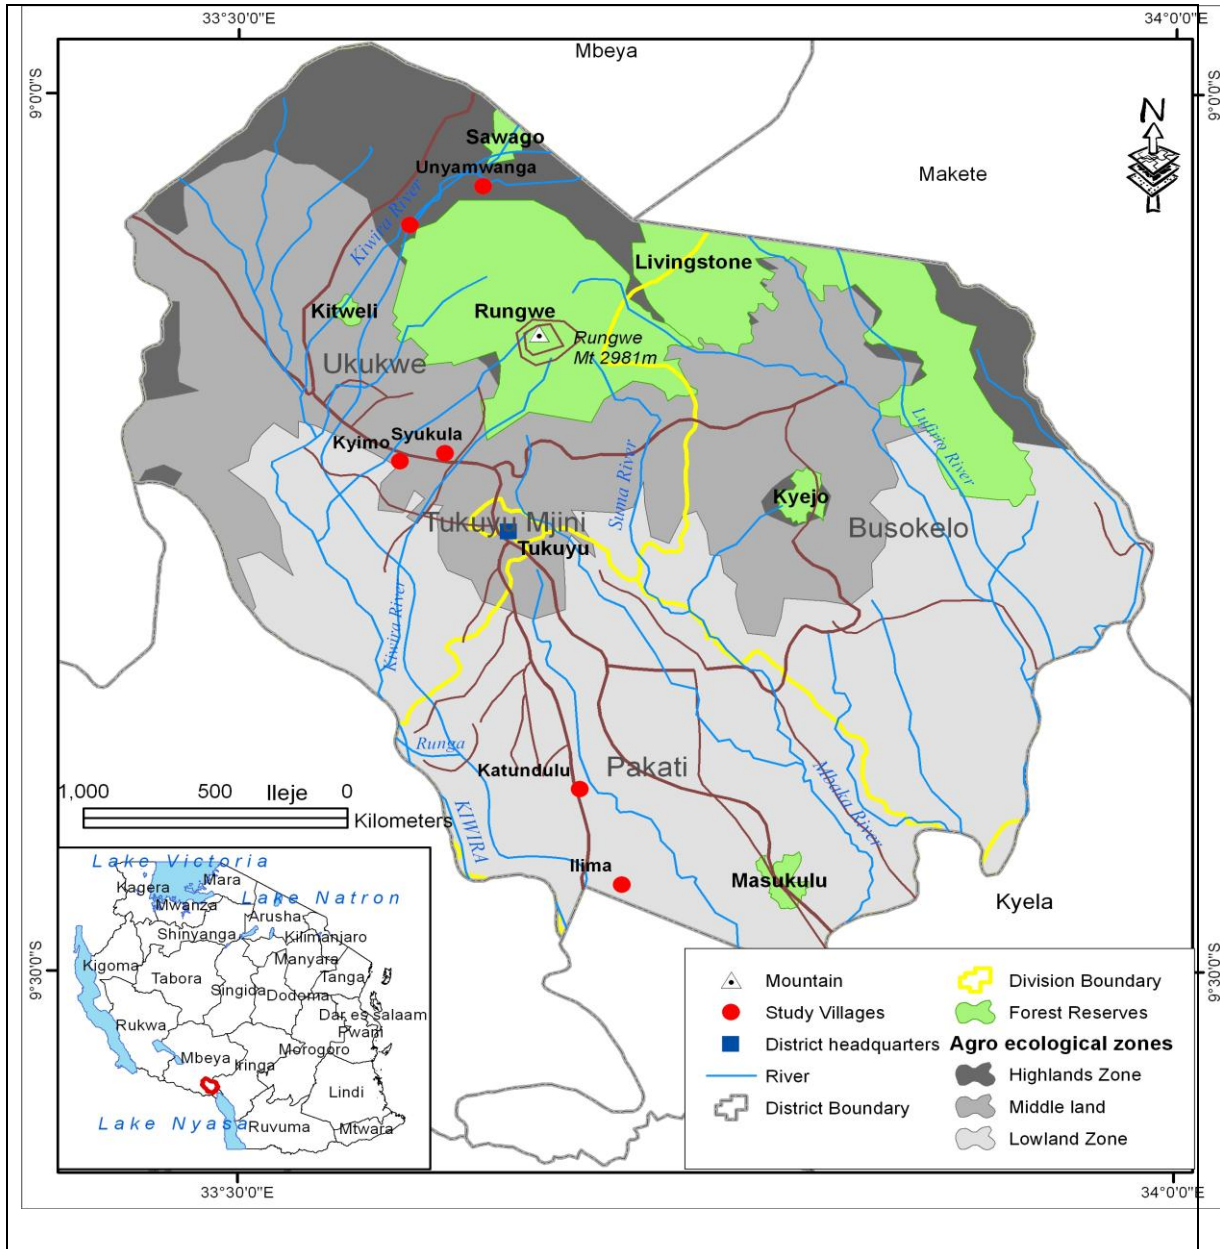 33°30'0"E
34°0'0"E
9°0'0"S
9°0'0"S
Mbeya
N
Sawago
Unyamwanga
Makete
Kiwira River
Livingstone
Kitweli
Rungwe
Rungwe
Mt 2981m
Ukukwe
Lufirio River
Syukula
Kyimo
Suma River
Kyejo
Busokelo
Tukuyu Mjini
Tukuyu
Kiwira River
Runga
Katundulu
Pakati
Mbaka River
1,000 500 Ileje 0
Kilometers
KIWIRA
Ilima
Masukulu
Kyela
Lake Victoria
Kagera
Mara
Lake Natron
Mwanza
Arusha
Shinyanga
Kilimanjaro
Kigoma
Manyara
Tabora
Tanga
Singida
Dodoma
Dar es salaam
Rukwa
Pwani
Morogoro
Mbeya
Iringa
Lindi
Lake Nyasa
Ruvuma
Mtwara
9°30'0"S
9°30'0"S
Mountain
Study Villages
District headquarters
River
District Boundary
Division Boundary
Forest Reserves
Agro ecological zones
Highlands Zone
Middle land
Lowland Zone
33°30'0"E
34°0'0"E